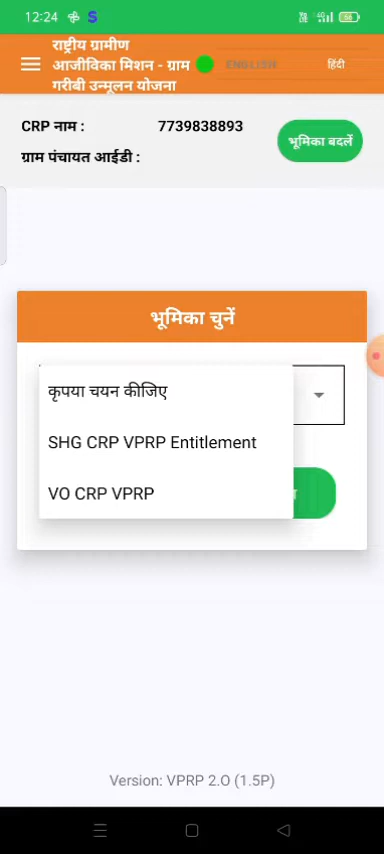 12:24
राष्ट्रीय ग्रामीण
आजीविका मिशन - ग्राम
गरीबी उन्मूलन योजना
ENGLISH
हिंदी
CRP नाम :
7739838893
भूमिका बदलें
ग्राम पंचायत आईडी :
भूमिका चुनें
कृपया चयन कीजिए
SHG CRP VPRP Entitlement
VO CRP VPRP
Version: VPRP 2.O (1.5P)